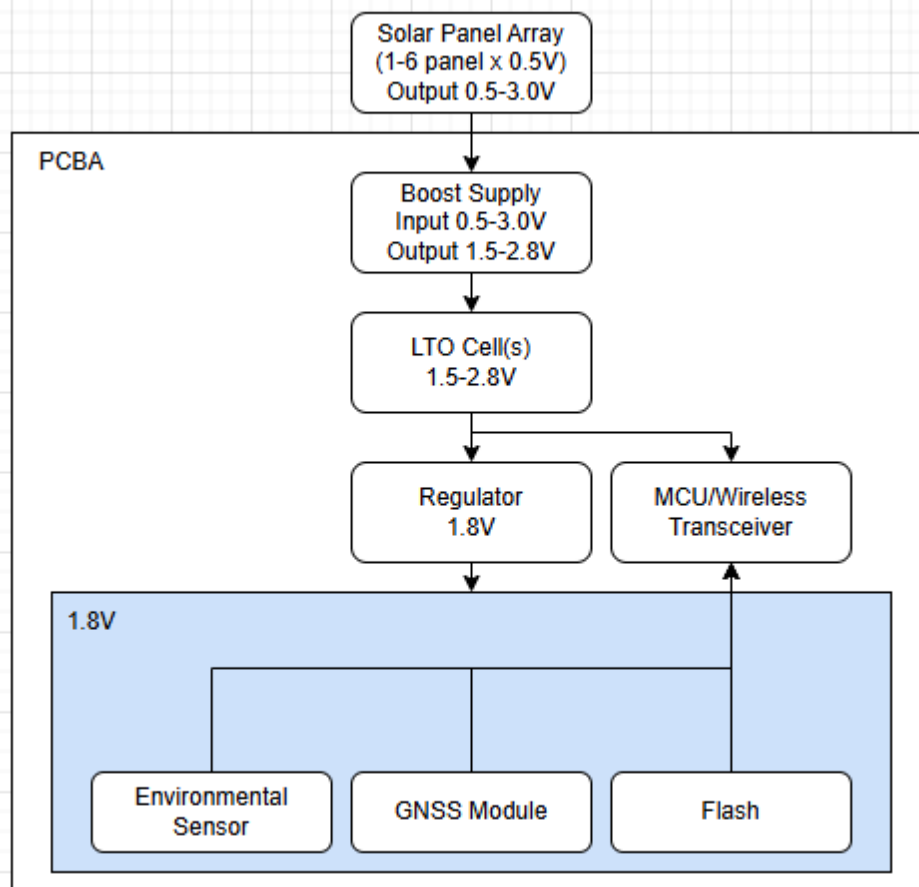 Solar Panel Array
(1-6 panel x 0.5V)
Output 0.5-3.0V
PCBA
Boost Supply
Input 0.5-3.0V
Output 1.5-2.8V
LTO Cell(s)
1.5-2.8V
Regulator
1.8V
MCU/Wireless
Transceiver
1.8V
Environmental
Sensor
GNSS Module
Flash